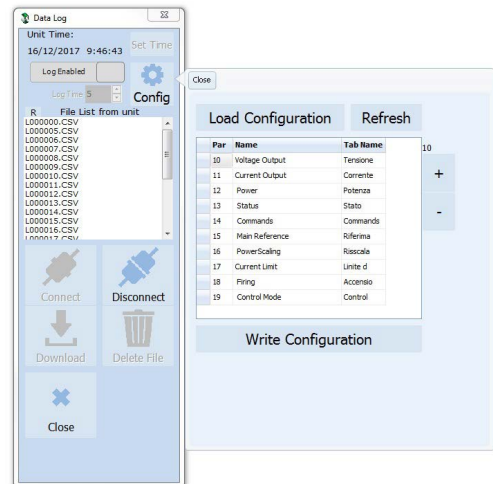 Data Log
Unit Time:
16/12/2017 9:46:43
Set Time
Log Enabled
Log Time 5
Config
R File List from unit
L000000.CSV
L000005.CSV
L000006.CSV
L000007.CSV
L000008.CSV
L000009.CSV
L000010.CSV
L000011.CSV
L000012.CSV
L000013.CSV
L000014.CSV
L000015.CSV
L000016.CSV
L000017.CSV
Connect
Disconnect
Download
Delete File
Close
Close
Load Configuration
Refresh
Par Name Tab Name
10 Voltage Output Tensione
11 Current Output Corrente
12 Power Potenza
13 Status Stato
14 Commands Commands
15 Main Reference Riferima
16 PowerScaling Risscala
17 Current Limit Linite d
18 Firing Accensio
19 Control Mode Control
10
+
-
Write Configuration